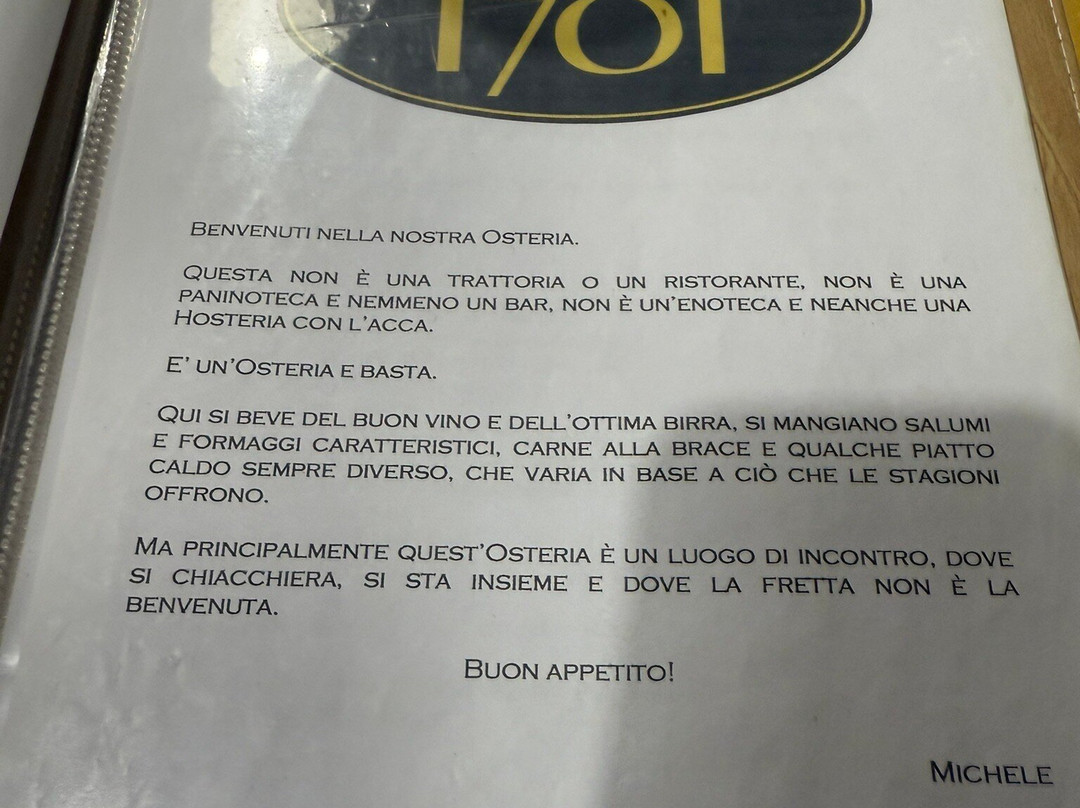 1/01
BENVENUTI NELLA NOSTRA OSTERIA.
QUESTA NON È UNA TRATTORIA O UN RISTORANTE, NON È UNA
PANINOTECA E NEMMENO UN BAR, NON È UN'ENOTECA E NEANCHE UNA
HOSTERIA CON L'ACCA.
E' UN'OSTERIA E BASTA.
QUI SI BEVE DEL BUON VINO E DELL'OTTIMA BIRRA, SI MANGIANO SALUMI
E FORMAGGI CARATTERISTICI, CARNE ALLA BRACE E QUALCHE PIATTO
CALDO SEMPRE DIVERSO, CHE VARIA IN BASE A CIÒ CHE LE STAGIONI
OFFRONO.
MA PRINCIPALMENTE QUEST'OSTERIA È UN LUOGO DI INCONTRO, DOVE
SI CHIACCHIERA, SI STA INSIEME E DOVE LA FRETTA NON È LA
BENVENUTA.
BUON APPETITO!
MICHELE